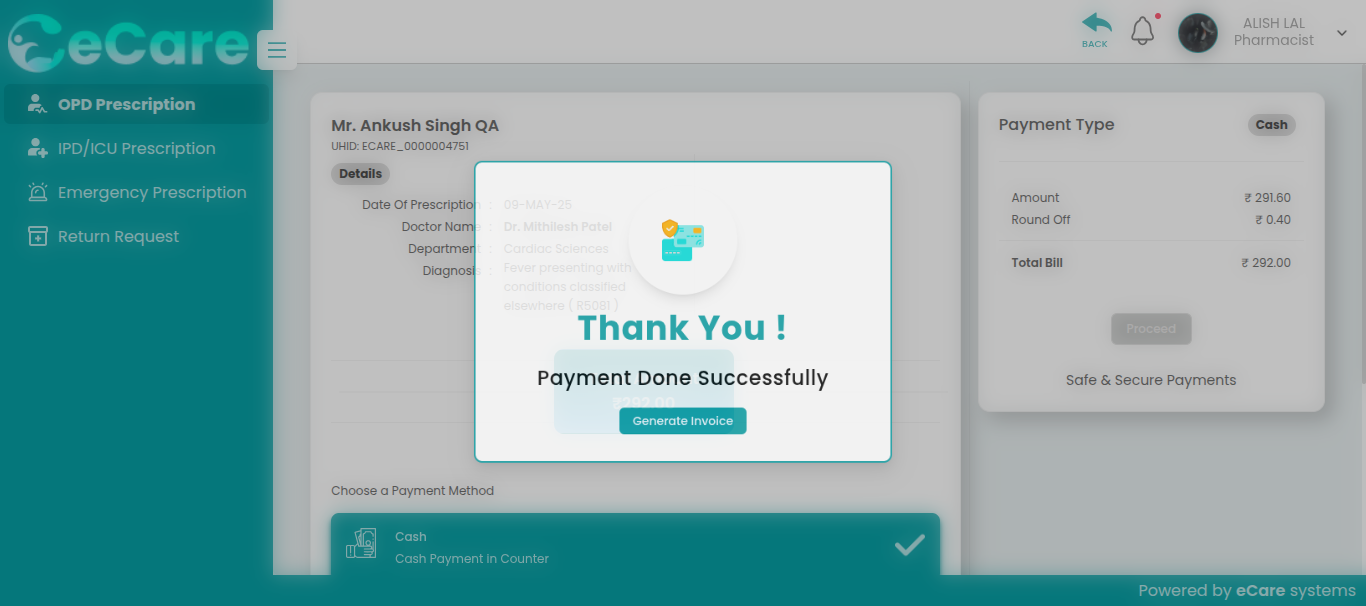 eCare
BACK
ALISH LAL
Pharmacist
OPD Prescription
IPD/ICU Prescription
Emergency Prescription
Return Request
Mr. Ankush Singh QA
UHID: ECARE_0000004751
Details
Date Of Prescription : 09-MAY-25
Doctor Name : Dr. Mithilesh Patel
Department : Cardiac Sciences
Diagnosis : Fever presenting with
conditions classified
elsewhere ( R5081 )
Thank You !
Payment Done Successfully
₹292.00
Generate Invoice
Choose a Payment Method
Cash
Cash Payment in Counter
Payment Type Cash
Amount ₹ 291.60
Round Off ₹ 0.40
Total Bill ₹ 292.00
Proceed
Safe & Secure Payments
Powered by eCare systems